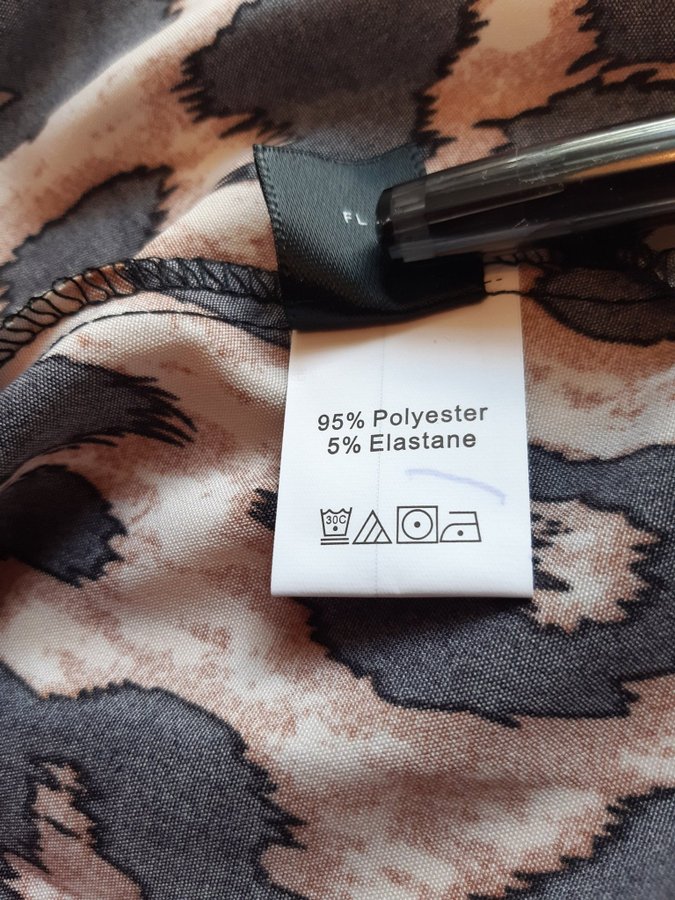 FL
95% Polyester
5% Elastane
30C